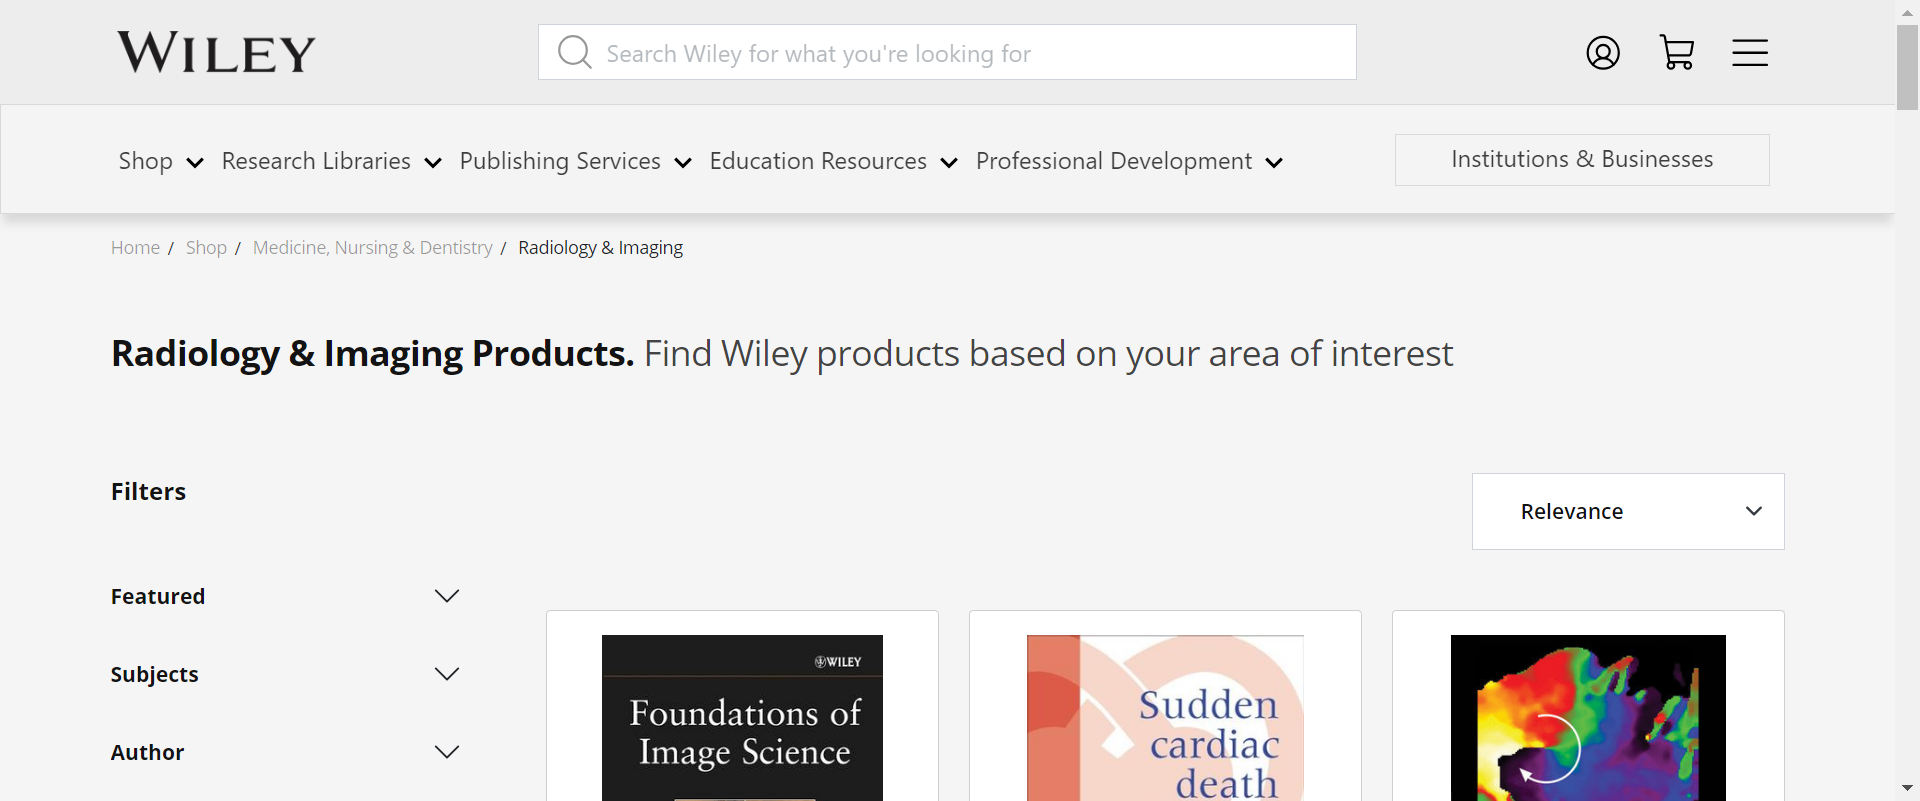 WILEY
Search Wiley for what you're looking for
Shop Research Libraries Publishing Services Education Resources Professional Development Institutions & Businesses
Home / Shop / Medicine, Nursing & Dentistry / Radiology & Imaging
Radiology & Imaging Products. Find Wiley products based on your area of interest
Filters
Relevance
Featured
Subjects
Author
WILEY
Foundations of
Image Science
Sudden
cardiac
death